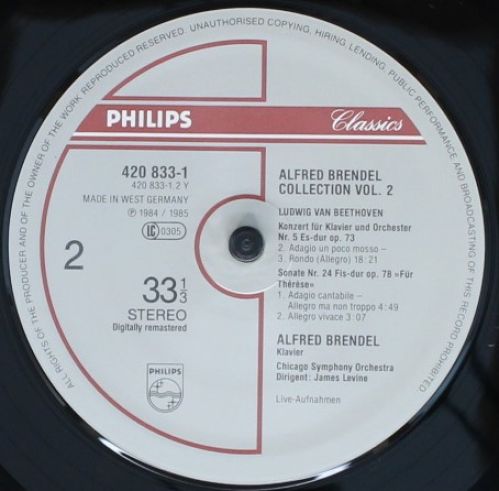 ALL RIGHTS OF THE PRODUCER AND OF THE OWNER OF THE WORK REPRODUCED RESERVED. UNAUTHORISED COPYING, HIRING, LENDING, PUBLIC PERFORMANCE AND BROADCASTING OF THIS RECORD PROHIBITED
PHILIPS
Classics
420 833-1
420 833-1.2 Y
MADE IN WEST GERMANY
℗ 1984 / 1985
LC 0305
2
33 1/3
STEREO
Digitally remastered
PHILIPS
ALFRED BRENDEL
COLLECTION VOL. 2
LUDWIG VAN BEETHOVEN
Konzert für Klavier und Orchester
Nr. 5 Es-dur op. 73
2. Adagio un poco mosso –
3. Rondo (Allegro) 18:21
Sonate Nr. 24 Fis-dur op. 78 »Für
Thérèse«
1. Adagio cantabile –
Allegro ma non troppo 4:49
2. Allegro vivace 3:07
ALFRED BRENDEL
Klavier
Chicago Symphony Orchestra
Dirigent: James Levine
Live-Aufnahmen